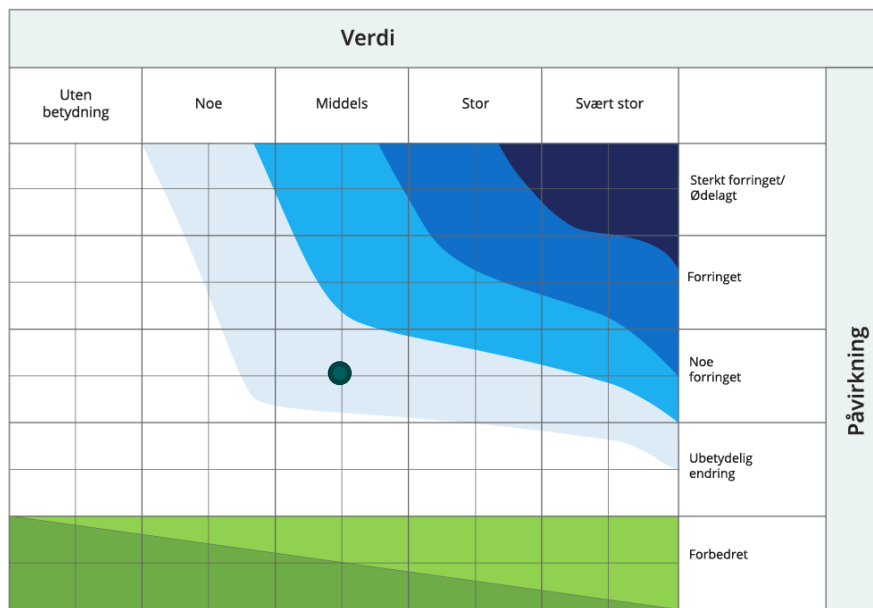 Verdi
Uten
betydning
Noe
Middels
Stor
Svært stor
Sterkt forringet/
Ødelagt
Forringet
Noe
forringet
Ubetydelig
endring
Forbedret
Påvirkning